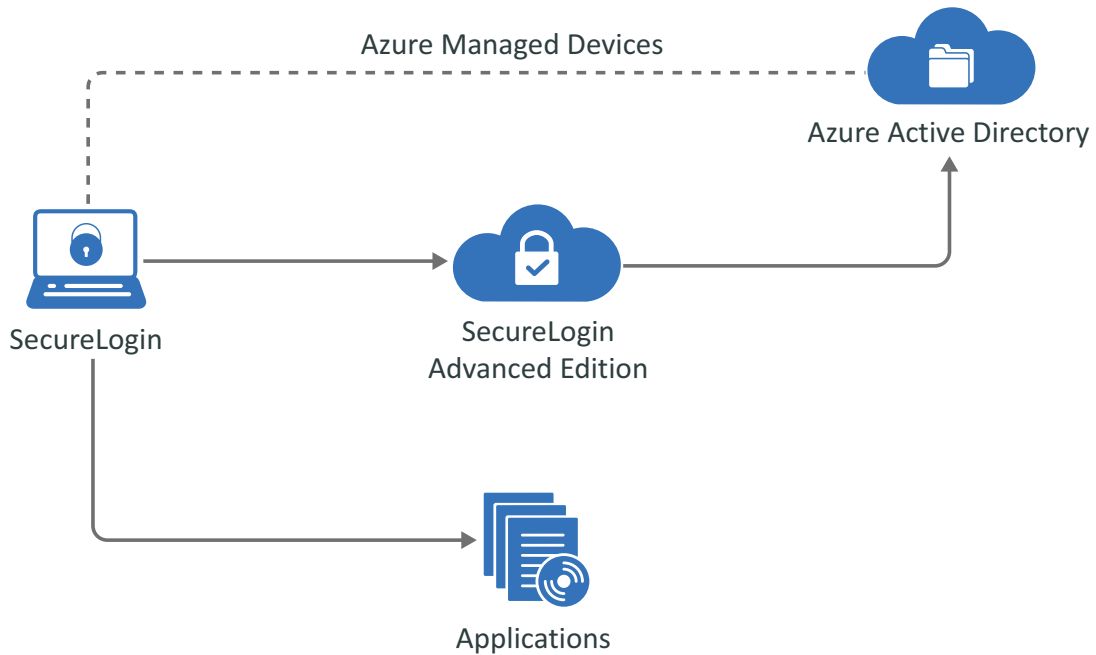 Azure Managed Devices
Azure Active Directory
SecureLogin
SecureLogin
Advanced Edition
Applications